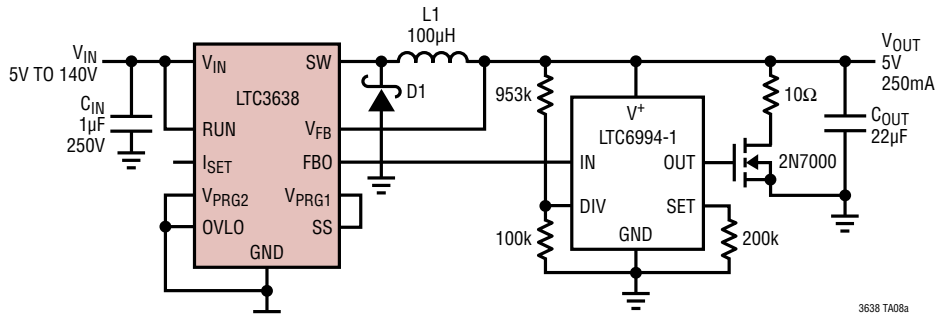 L1
100µH
VIN
5V TO 140V
CIN
1µF
250V
VIN
SW
LTC3638
RUN
VFB
ISET
FBO
VPRG2
VPRG1
OVLO
SS
GND
D1
953k
100k
V+
LTC6994-1
IN
OUT
DIV
SET
GND
200k
10Ω
2N7000
VOUT
5V
250mA
COUT
22µF
3638 TA08a